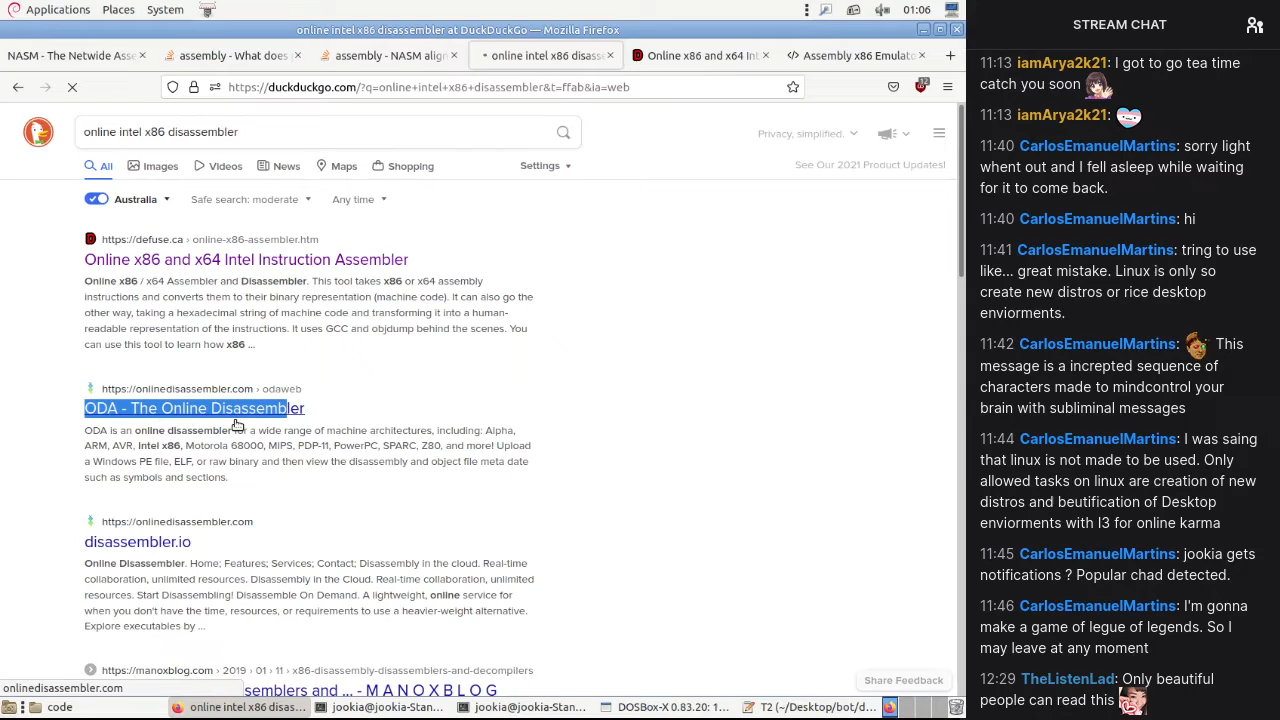 Applications Places System 01:06
online intel x86 disassembler at DuckDuckGo — Mozilla Firefox
NASM - The Netwide Asse
assembly - What does
assembly - NASM align
online intel x86 disass
Online x86 and x64 Int
</> Assembly x86 Emulato
https://duckduckgo.com/?q=online+intel+x86+disassembler&t=ffab&ia=web
12
online intel x86 disassembler
Privacy, simplified.
All Images Videos News Maps Shopping Settings
See Our 2021 Product Updates!
Australia Safe search: moderate Any time
https://defuse.ca › online-x86-assembler.htm
Online x86 and x64 Intel Instruction Assembler
Online x86 / x64 Assembler and Disassembler. This tool takes x86 or x64 assembly
instructions and converts them to their binary representation (machine code). It can also go the
other way, taking a hexadecimal string of machine code and transforming it into a human-
readable representation of the instructions. It uses GCC and objdump behind the scenes. You
can use this tool to learn how x86 ...
https://onlinedisassembler.com › odaweb
ODA - The Online Disassembler
ODA is an online disassembler for a wide range of machine architectures, including: Alpha,
ARM, AVR, Intel x86, Motorola 68000, MIPS, PDP-11, PowerPC, SPARC, Z80, and more! Upload
a Windows PE file, ELF, or raw binary and then view the disassembly and object file meta date
such as symbols and sections.
https://onlinedisassembler.com
disassembler.io
Online Disassembler. Home; Features; Services; Contact; Disassembly in the cloud. Real-time
collaboration, unlimited resources. Disassembly in the Cloud. Real-time collaboration, unlimited
resources. Start Disassembling! Disassemble On Demand. A lightweight, online service for
when you don't have the time, resources, or requirements to use a heavier-weight alternative.
Explore executables by ...
https://manoxblog.com › 2019 › 01 › 11 › x86-disassembly-disassemblers-and-decompilers
semblers and ... - M A N O X B L O G
Share Feedback
onlinedisassembler.com
code
online intel x86 disas...
jookia@jookia-Stan...
jookia@jookia-Stan...
DOSBox-X 0.83.20: 1...
T2 (~/Desktop/bot/d...
STREAM CHAT
11:13 iamArya2k21: I got to go tea time
catch you soon
11:13 iamArya2k21:
11:40 CarlosEmanuelMartins: sorry light
whent out and I fell asleep while waiting
for it to come back.
11:40 CarlosEmanuelMartins: hi
11:41 CarlosEmanuelMartins: tring to use
like... great mistake. Linux is only so
create new distros or rice desktop
enviorments.
11:42 CarlosEmanuelMartins: This
message is a increpted sequence of
characters made to mindcontrol your
brain with subliminal messages
11:44 CarlosEmanuelMartins: I was saing
that linux is not made to be used. Only
allowed tasks on linux are creation of new
distros and beutification of Desktop
enviorments with I3 for online karma
11:45 CarlosEmanuelMartins: jookia gets
notifications ? Popular chad detected.
11:46 CarlosEmanuelMartins: I'm gonna
make a game of legue of legends. So I
may leave at any moment
12:29 TheListenLad: Only beautiful
people can read this